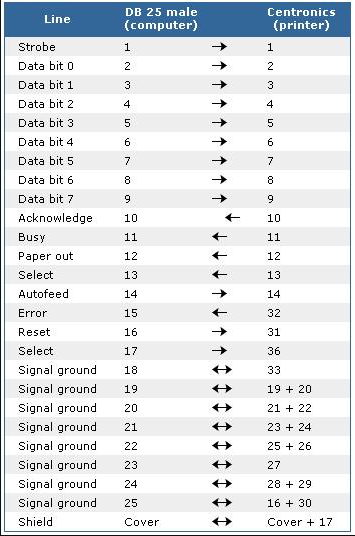 Line DB 25 male (computer) Centronics (printer)
Strobe 1 → 1
Data bit 0 2 → 2
Data bit 1 3 → 3
Data bit 2 4 → 4
Data bit 3 5 → 5
Data bit 4 6 → 6
Data bit 5 7 → 7
Data bit 6 8 → 8
Data bit 7 9 → 9
Acknowledge 10 ← 10
Busy 11 ← 11
Paper out 12 ← 12
Select 13 ← 13
Autofeed 14 → 14
Error 15 ← 32
Reset 16 → 31
Select 17 → 36
Signal ground 18 ↔ 33
Signal ground 19 ↔ 19 + 20
Signal ground 20 ↔ 21 + 22
Signal ground 21 ↔ 23 + 24
Signal ground 22 ↔ 25 + 26
Signal ground 23 ↔ 27
Signal ground 24 ↔ 28 + 29
Signal ground 25 ↔ 16 + 30
Shield Cover ↔ Cover + 17